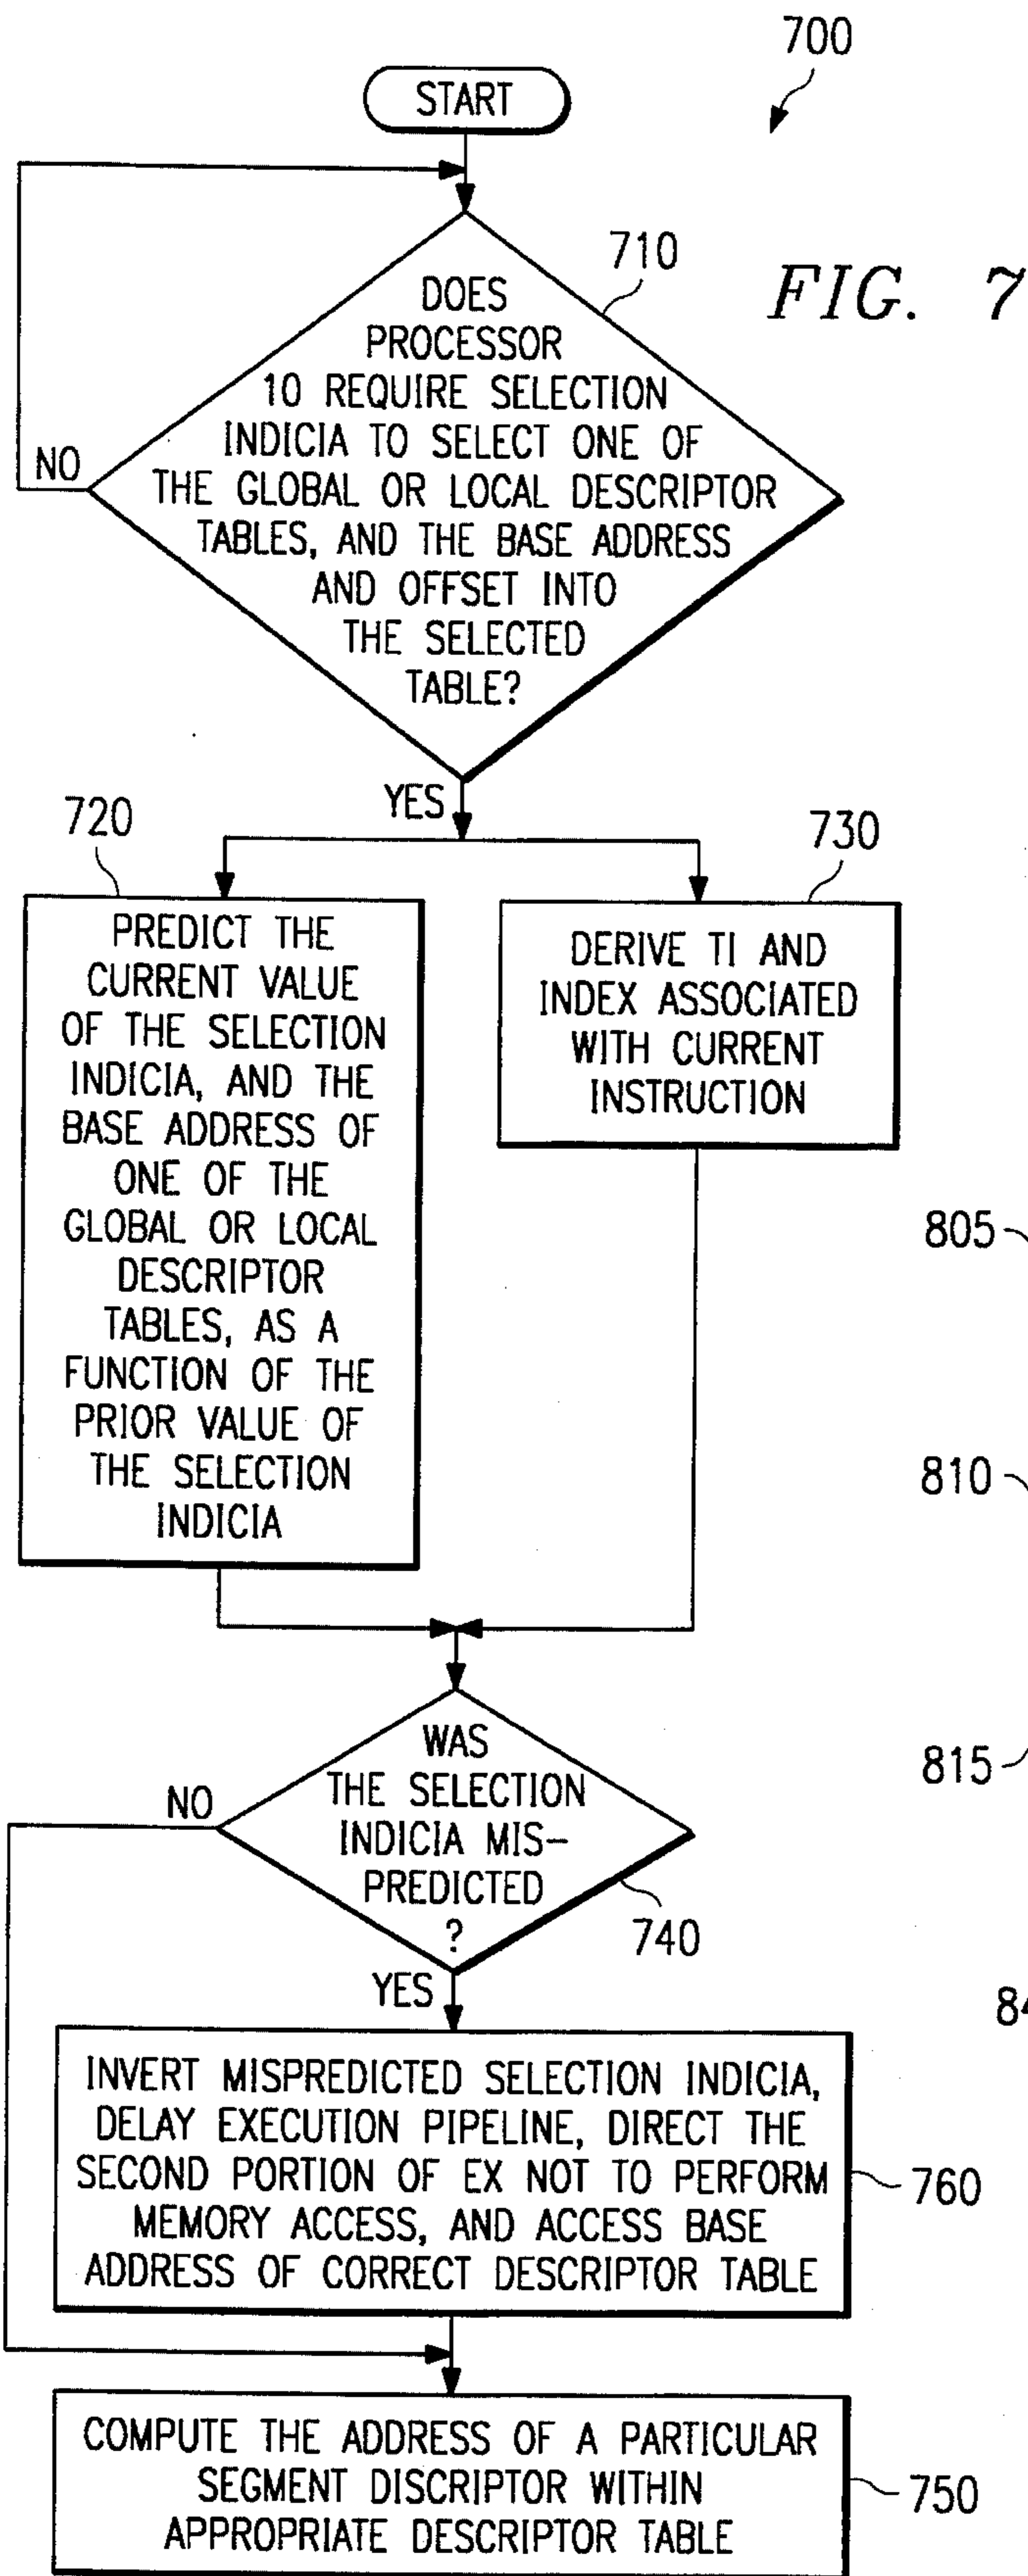 700
START
710
FIG. 7
DOES
PROCESSOR
10 REQUIRE SELECTION
INDICIA TO SELECT ONE OF
THE GLOBAL OR LOCAL DESCRIPTOR
TABLES, AND THE BASE ADDRESS
AND OFFSET INTO
THE SELECTED
TABLE?
NO
YES
720
730
PREDICT THE
CURRENT VALUE
OF THE SELECTION
INDICIA, AND THE
BASE ADDRESS OF
ONE OF THE
GLOBAL OR LOCAL
DESCRIPTOR
TABLES, AS A
FUNCTION OF THE
PRIOR VALUE OF
THE SELECTION
INDICIA
DERIVE TI AND
INDEX ASSOCIATED
WITH CURRENT
INSTRUCTION
805
810
815
WAS
THE SELECTION
INDICIA MIS-
PREDICTED
?
NO
740
YES
84
INVERT MISPREDICTED SELECTION INDICIA,
DELAY EXECUTION PIPELINE, DIRECT THE
SECOND PORTION OF EX NOT TO PERFORM
MEMORY ACCESS, AND ACCESS BASE
ADDRESS OF CORRECT DESCRIPTOR TABLE
760
COMPUTE THE ADDRESS OF A PARTICULAR
SEGMENT DISCRIPTOR WITHIN
APPROPRIATE DESCRIPTOR TABLE
750